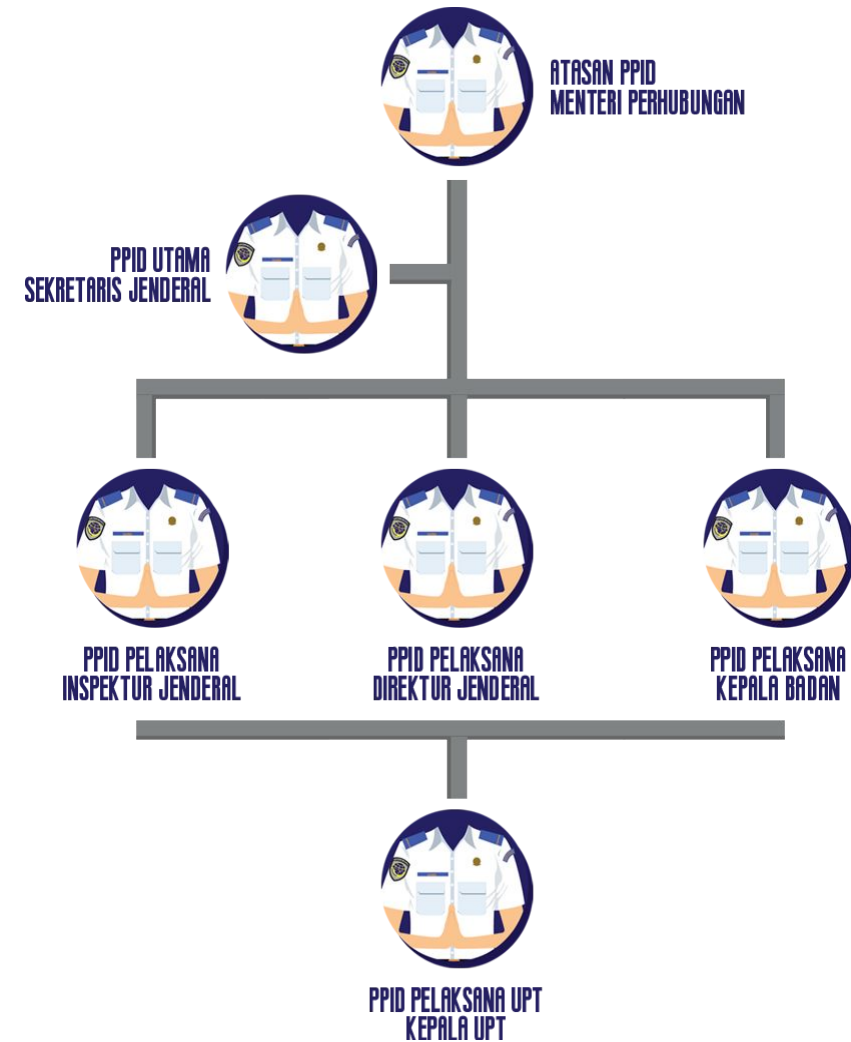 ATASAN PPID
MENTERI PERHUBUNGAN
PPID UTAMA
SEKRETARIS JENDERAL
PPID PELAKSANA
INSPEKTUR JENDERAL
PPID PELAKSANA
DIREKTUR JENDERAL
PPID PELAKSANA
KEPALA BADAN
PPID PELAKSANA UPT
KEPALA UPT